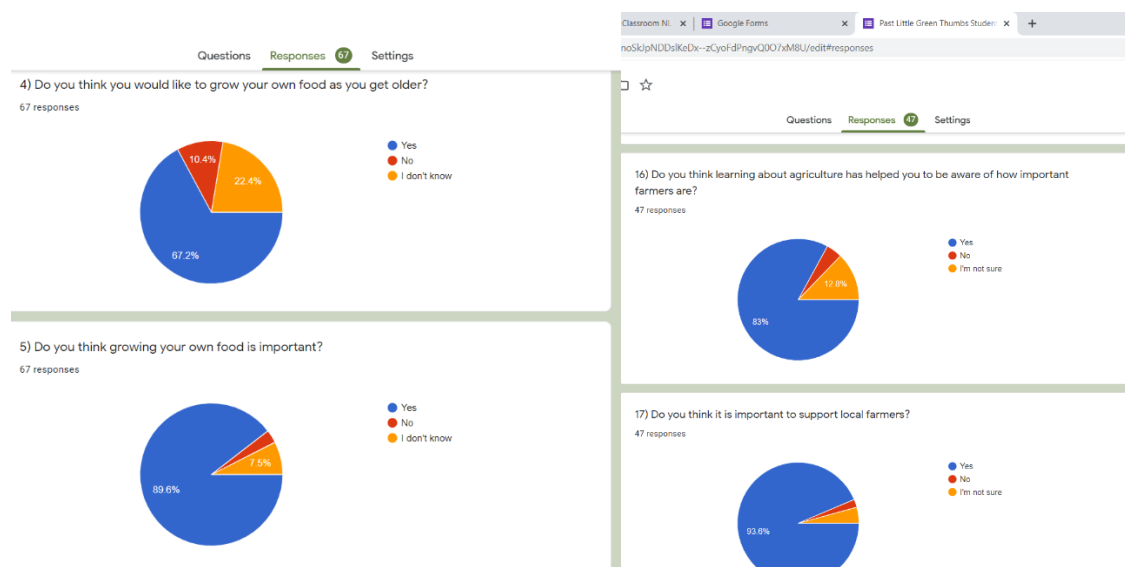 Questions Responses 67 Settings
4) Do you think you would like to grow your own food as you get older?
67 responses
Yes
No
I don't know
10.4%
22.4%
67.2%
5) Do you think growing your own food is important?
67 responses
Yes
No
I don't know
7.5%
89.6%
Classroom NL Google Forms Past Little Green Thumbs Student
/edit#responses
Questions Responses 47 Settings
16) Do you think learning about agriculture has helped you to be aware of how important
farmers are?
47 responses
Yes
No
I'm not sure
12.8%
83%
17) Do you think it is important to support local farmers?
47 responses
Yes
No
I'm not sure
93.6%